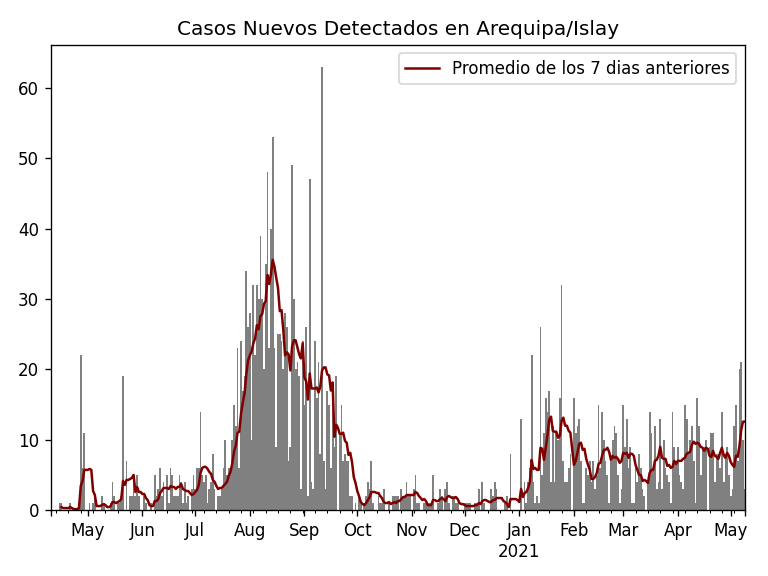 Casos Nuevos Detectados en Arequipa/Islay
Promedio de los 7 dias anteriores
60
50
40
30
20
10
0
May Jun Jul Aug Sep Oct Nov Dec Jan Feb Mar Apr May
2021